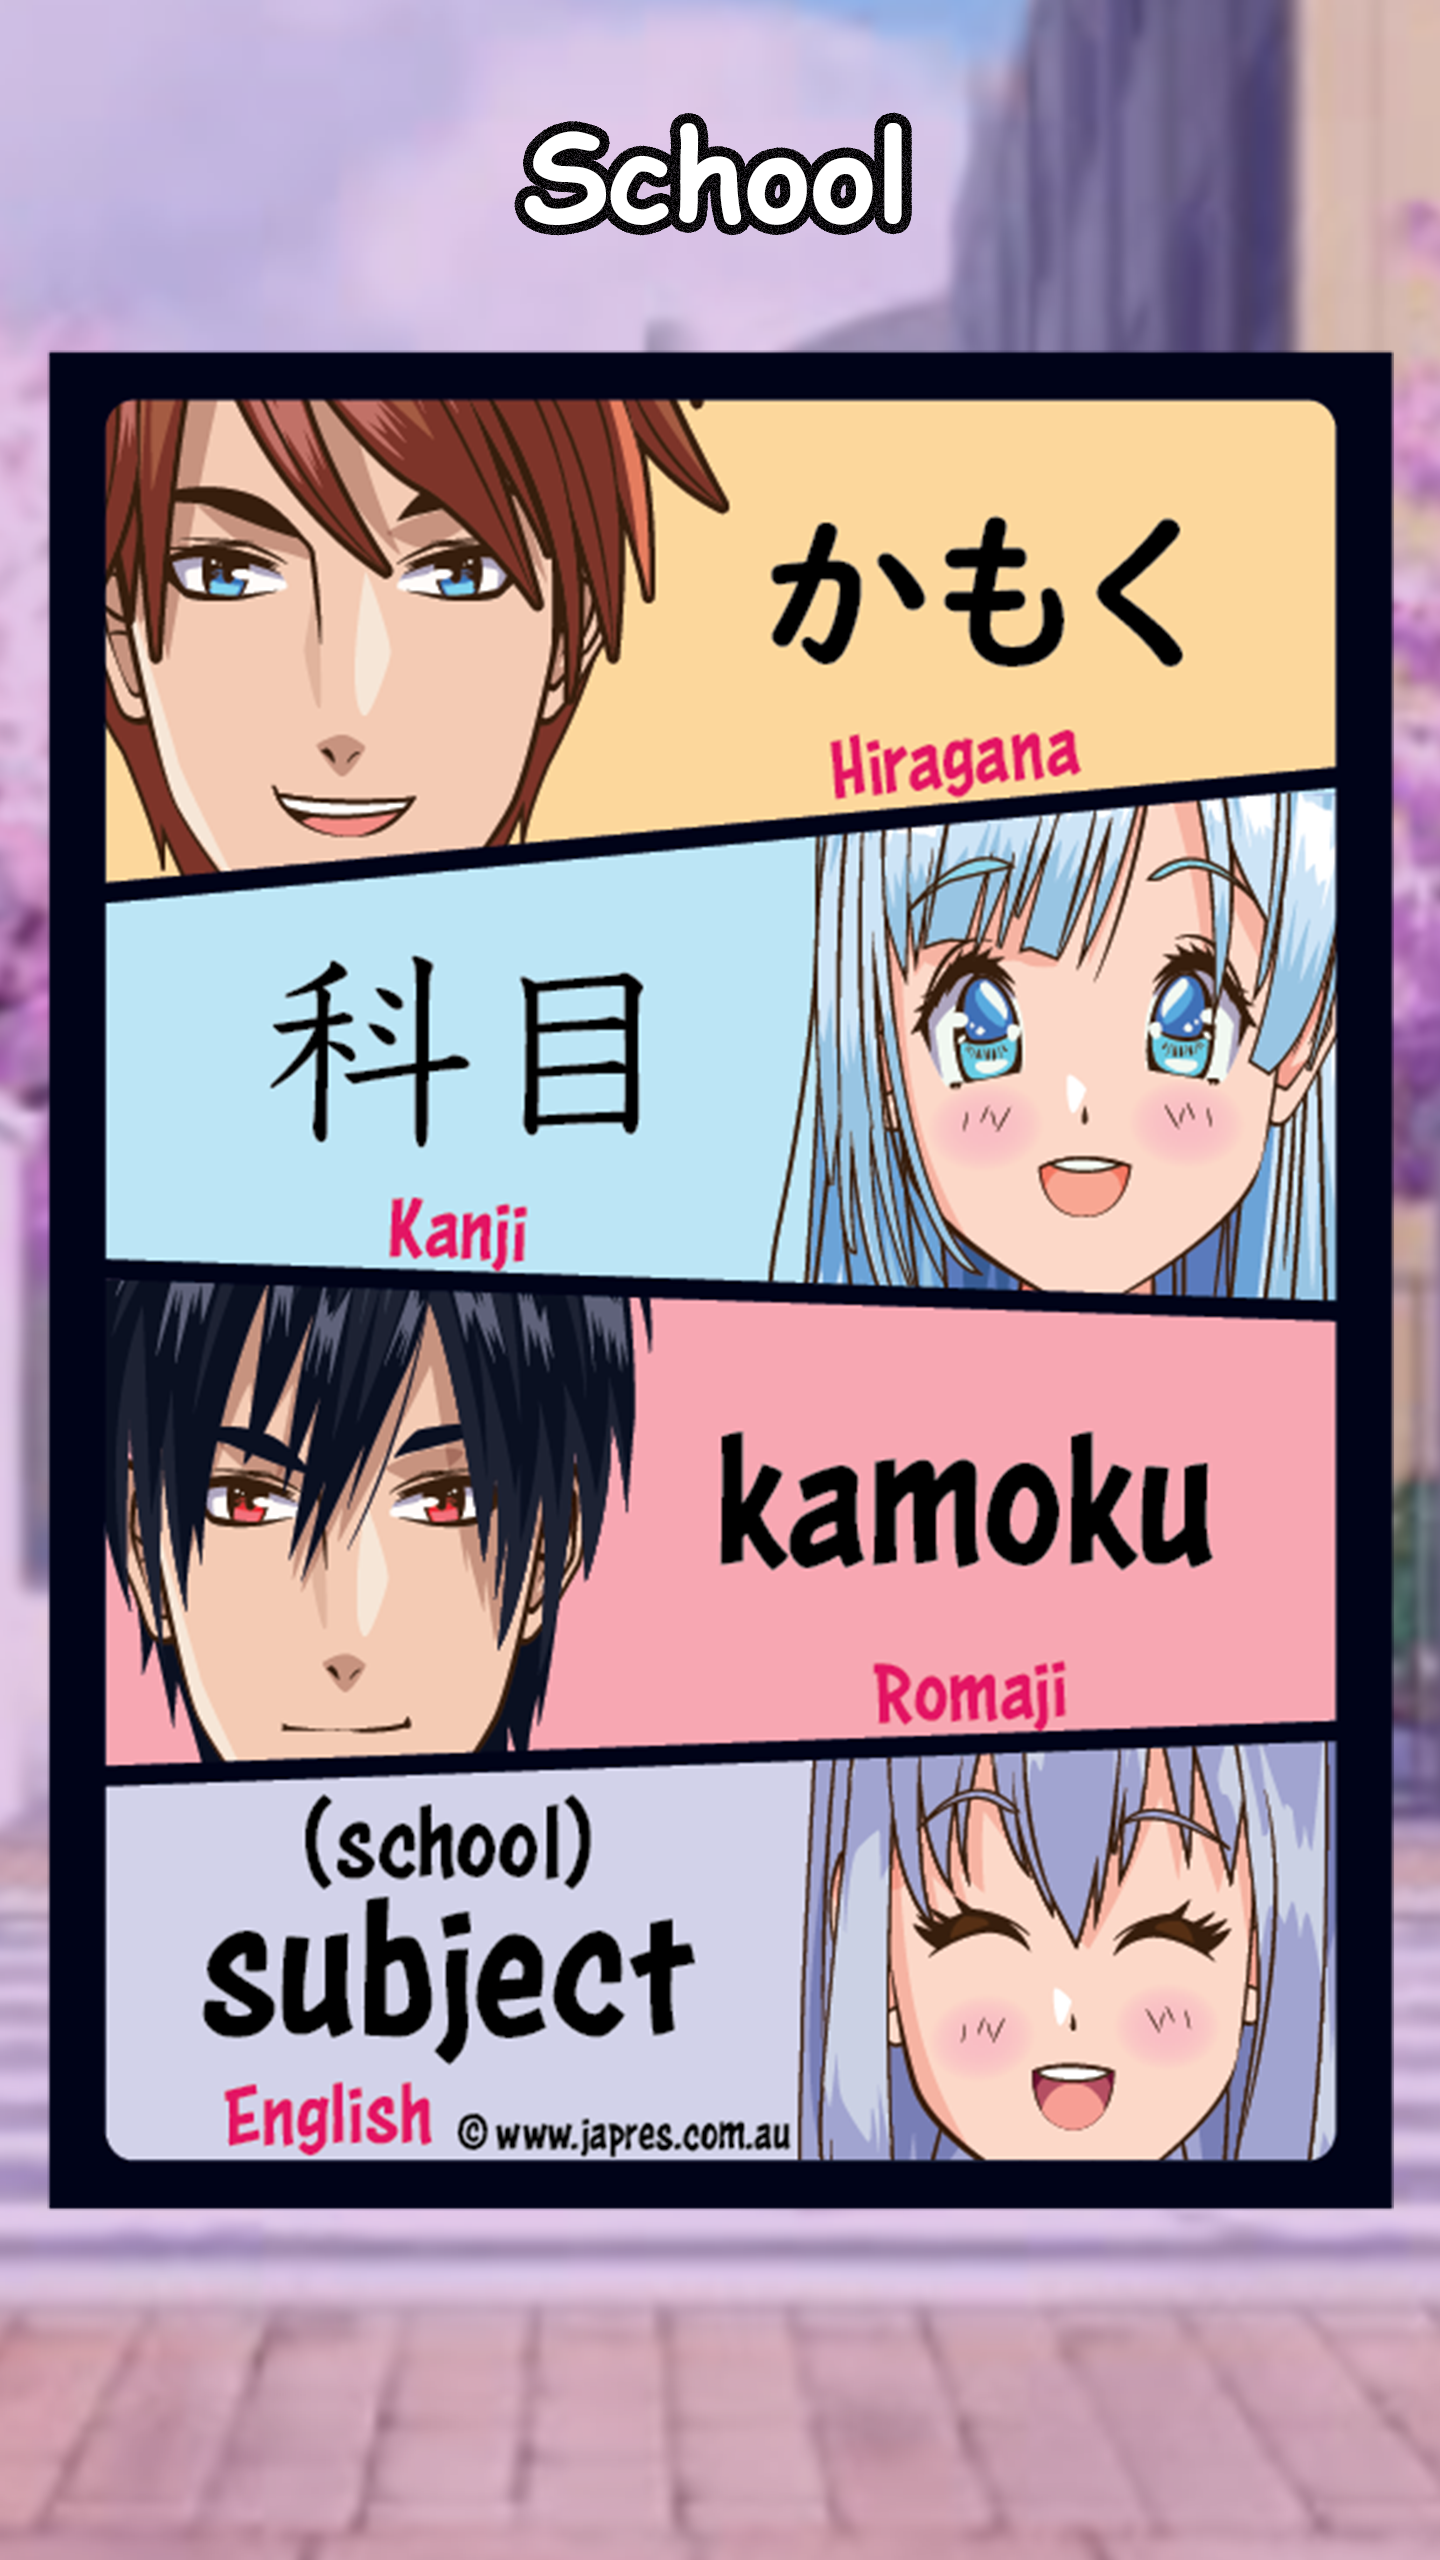 School
かもく
Hiragana
科目
Kanji
kamoku
Romaji
(school)
subject
English © www.japres.com.au